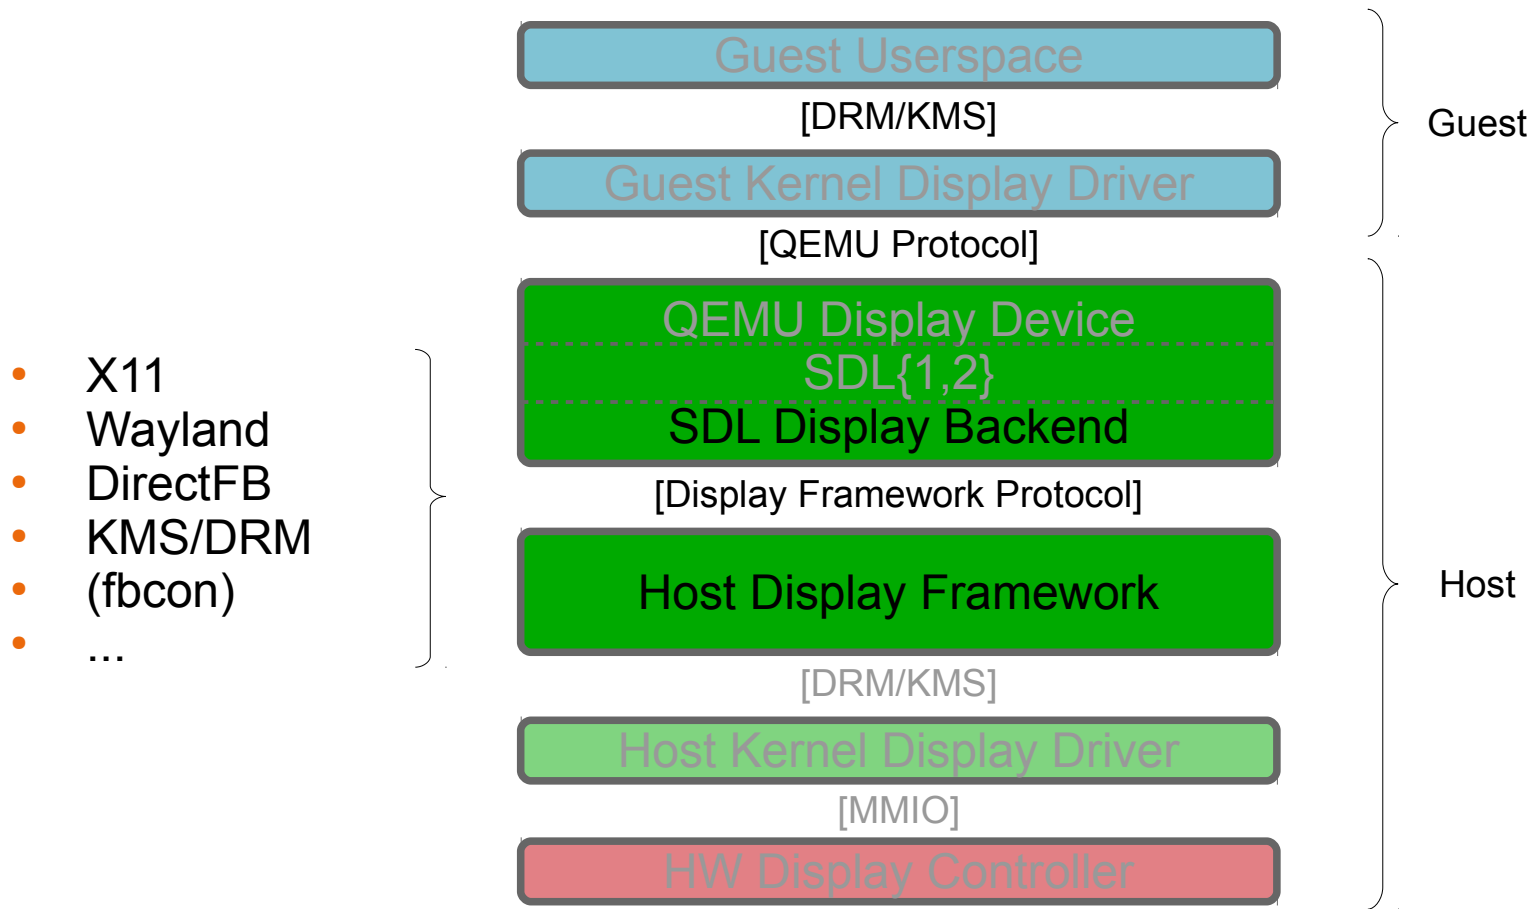 Guest Userspace
[DRM/KMS]
Guest
Guest Kernel Display Driver
[QEMU Protocol]
QEMU Display Device
SDL{1,2}
SDL Display Backend
[Display Framework Protocol]
• X11
• Wayland
• DirectFB
• KMS/DRM
• (fbcon)
• ...
Host Display Framework
Host
[DRM/KMS]
Host Kernel Display Driver
[MMIO]
HW Display Controller